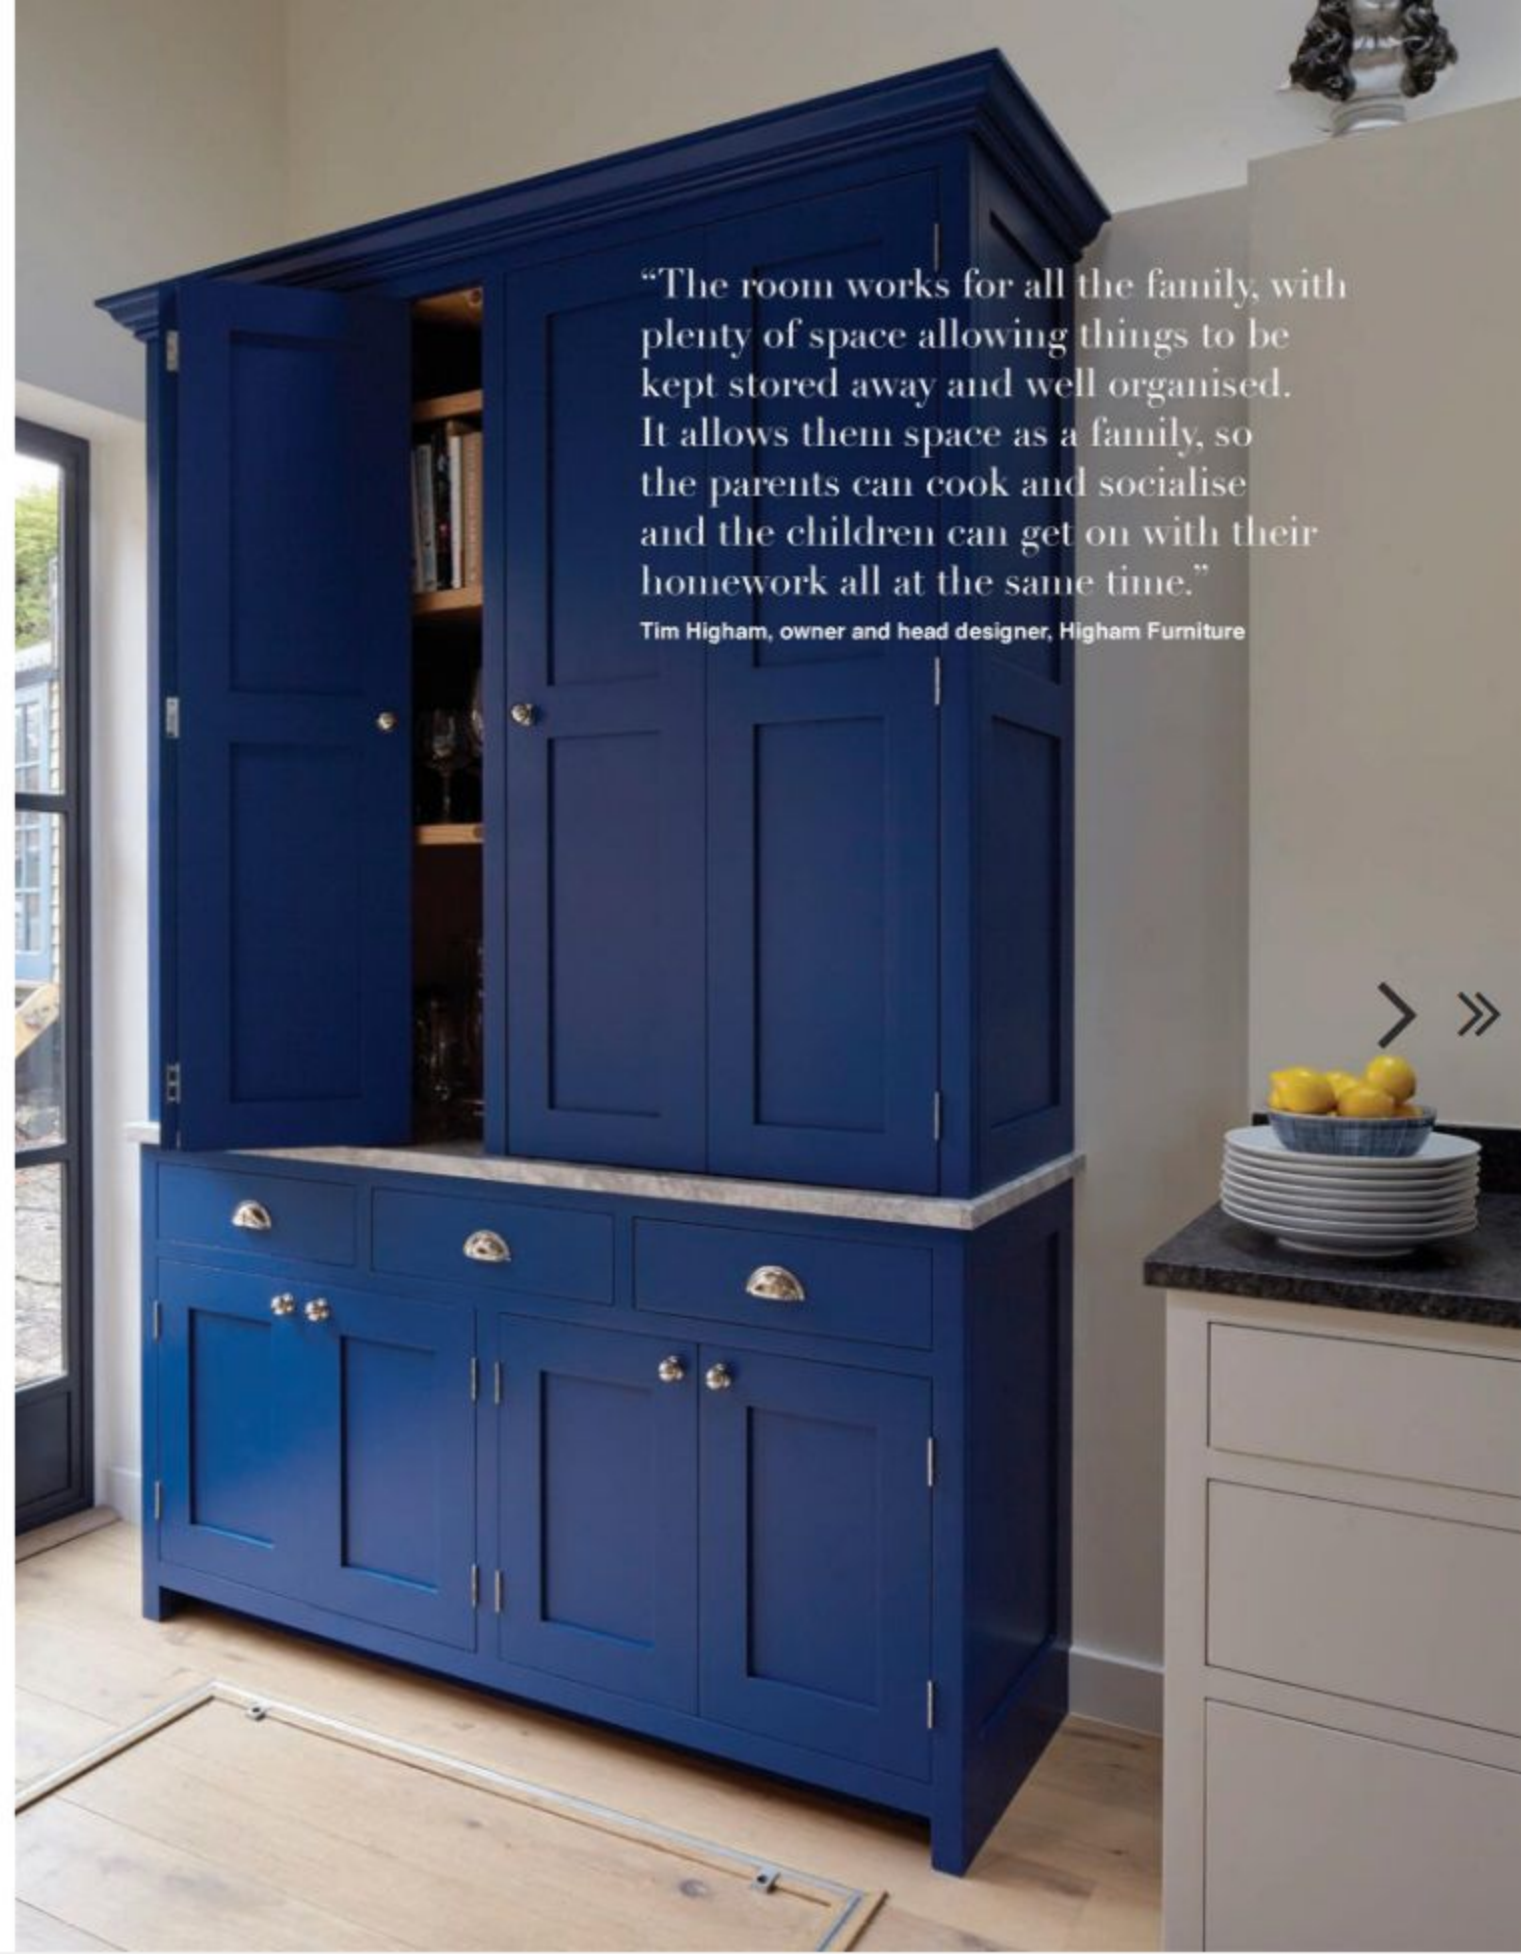 “The room works for all the family, with
plenty of space allowing things to be
kept stored away and well organised.
It allows them space as a family, so
the parents can cook and socialise
and the children can get on with their
homework all at the same time.”
Tim Higham, owner and head designer, Higham Furniture